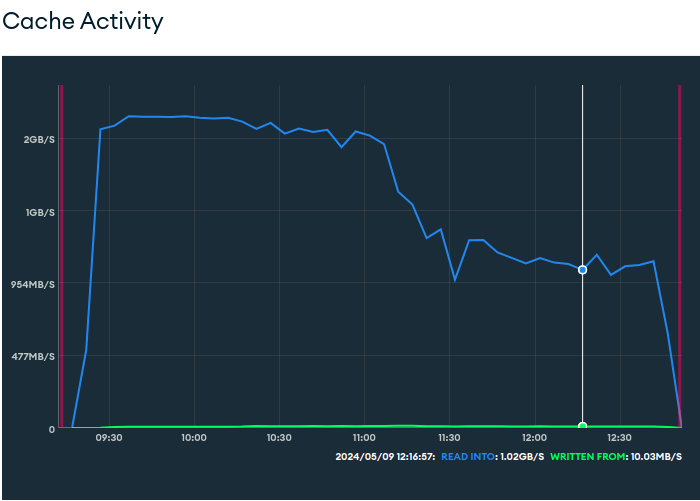 Cache Activity
2GB/S
1GB/S
954MB/S
477MB/S
0
09:30 10:00 10:30 11:00 11:30 12:00 12:30
2024/05/09 12:16:57: READ INTO: 1.02GB/S WRITTEN FROM: 10.03MB/S